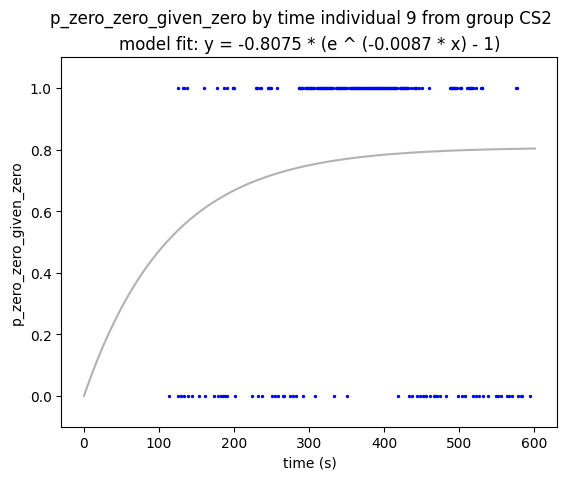 p_zero_zero_given_zero by time individual 9 from group CS2
model fit: y = -0.8075 * (e ^ (-0.0087 * x) - 1)
1.0
0.8
0.6
0.4
0.2
0.0
p_zero_zero_given_zero
0 100 200 300 400 500 600
time (s)